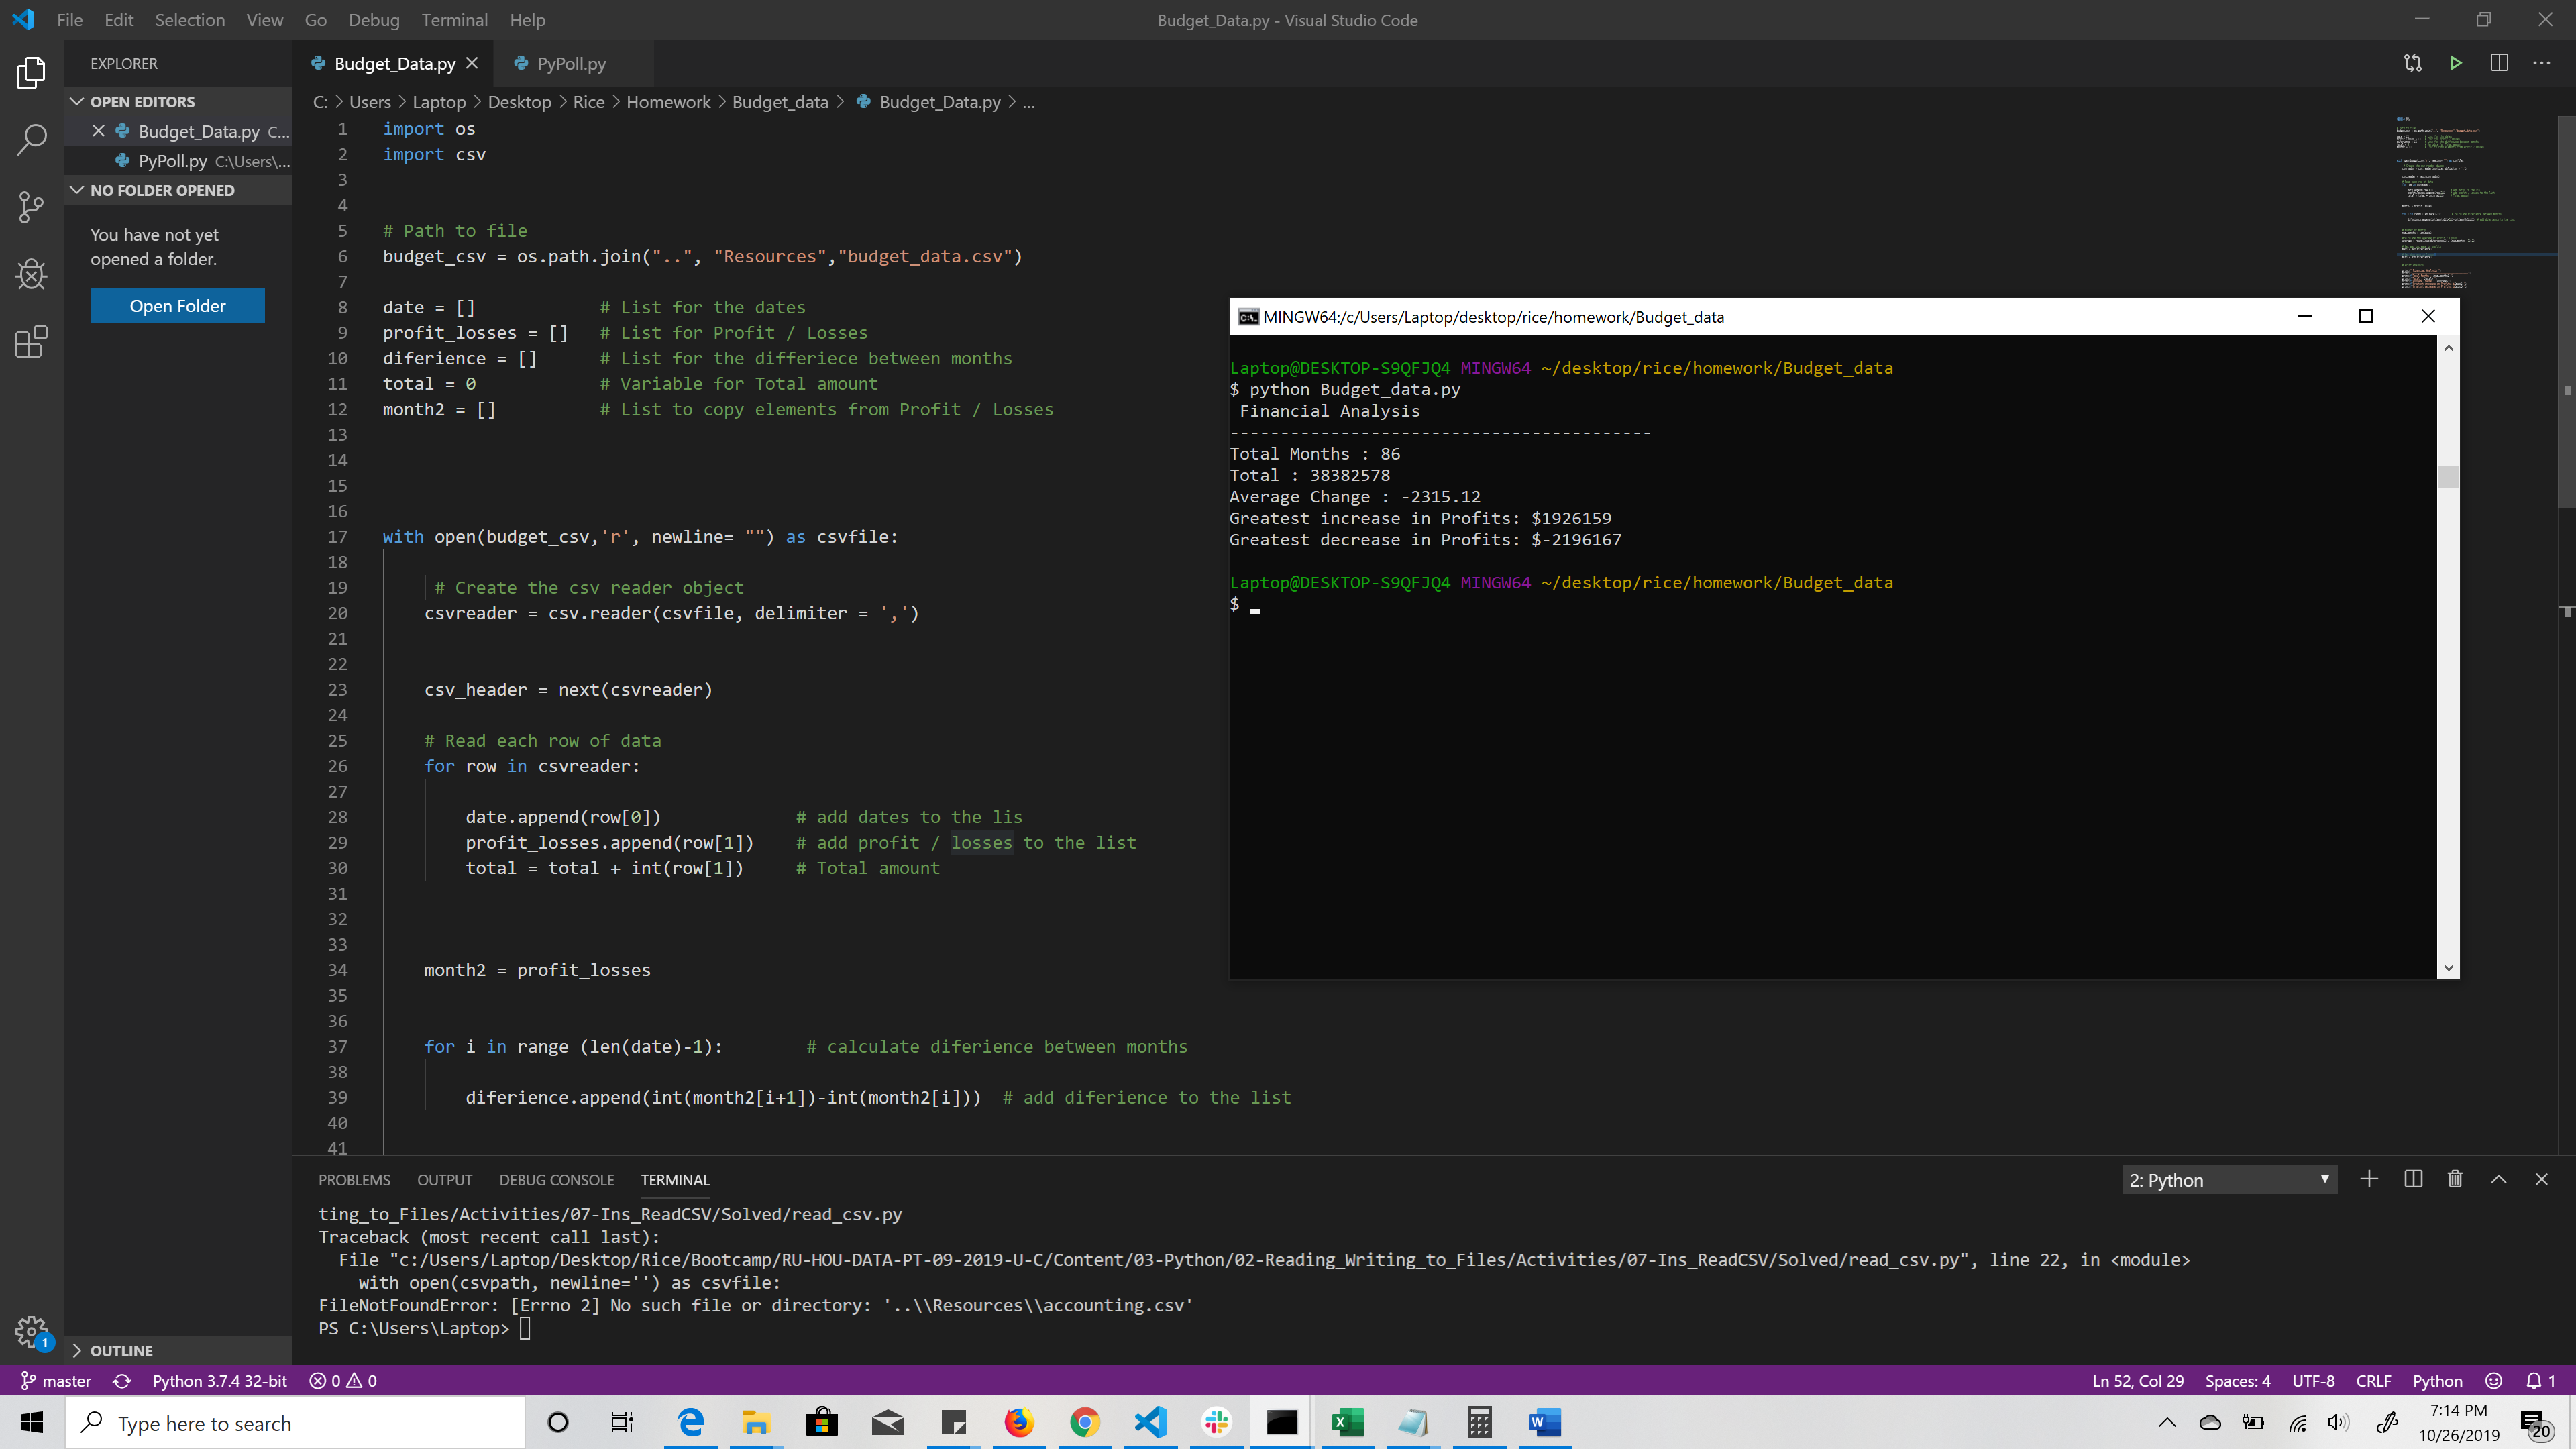 File Edit Selection View Go Debug Terminal Help
Budget_Data.py - Visual Studio Code
EXPLORER
OPEN EDITORS
Budget_Data.py C...
PyPoll.py C:\Users\...
NO FOLDER OPENED
You have not yet
opened a folder.
Open Folder
OUTLINE
Budget_Data.py
PyPoll.py
C: > Users > Laptop > Desktop > Rice > Homework > Budget_data > Budget_Data.py > ...
1 import os
2 import csv
3
4
5 # Path to file
6 budget_csv = os.path.join("..", "Resources","budget_data.csv")
7
8 date = [] # List for the dates
9 profit_losses = [] # List for Profit / Losses
10 diferience = [] # List for the differiece between months
11 total = 0 # Variable for Total amount
12 month2 = [] # List to copy elements from Profit / Losses
13
14
15
16
17 with open(budget_csv,'r', newline= "") as csvfile:
18
19 # Create the csv reader object
20 csvreader = csv.reader(csvfile, delimiter = ',')
21
22
23 csv_header = next(csvreader)
24
25 # Read each row of data
26 for row in csvreader:
27
28 date.append(row[0]) # add dates to the lis
29 profit_losses.append(row[1]) # add profit / losses to the list
30 total = total + int(row[1]) # Total amount
31
32
33
34 month2 = profit_losses
35
36
37 for i in range (len(date)-1): # calculate diferience between months
38
39 diferience.append(int(month2[i+1])-int(month2[i])) # add diferience to the list
40
41
MINGW64:/c/Users/Laptop/desktop/rice/homework/Budget_data
Laptop@DESKTOP-S9QFJQ4 MINGW64 ~/desktop/rice/homework/Budget_data
$ python Budget_data.py
Financial Analysis
------------------------------------------
Total Months : 86
Total : 38382578
Average Change : -2315.12
Greatest increase in Profits: $1926159
Greatest decrease in Profits: $-2196167
Laptop@DESKTOP-S9QFJQ4 MINGW64 ~/desktop/rice/homework/Budget_data
$
PROBLEMS OUTPUT DEBUG CONSOLE TERMINAL
2: Python
ting_to_Files/Activities/07-Ins_ReadCSV/Solved/read_csv.py
Traceback (most recent call last):
File "c:/Users/Laptop/Desktop/Rice/Bootcamp/RU-HOU-DATA-PT-09-2019-U-C/Content/03-Python/02-Reading_Writing_to_Files/Activities/07-Ins_ReadCSV/Solved/read_csv.py", line 22, in <module>
with open(csvpath, newline='') as csvfile:
FileNotFoundError: [Errno 2] No such file or directory: '..\\Resources\\accounting.csv'
PS C:\Users\Laptop>
1
master Python 3.7.4 32-bit 0 0
Ln 52, Col 29 Spaces: 4 UTF-8 CRLF Python 1
Type here to search
7:14 PM
10/26/2019
20